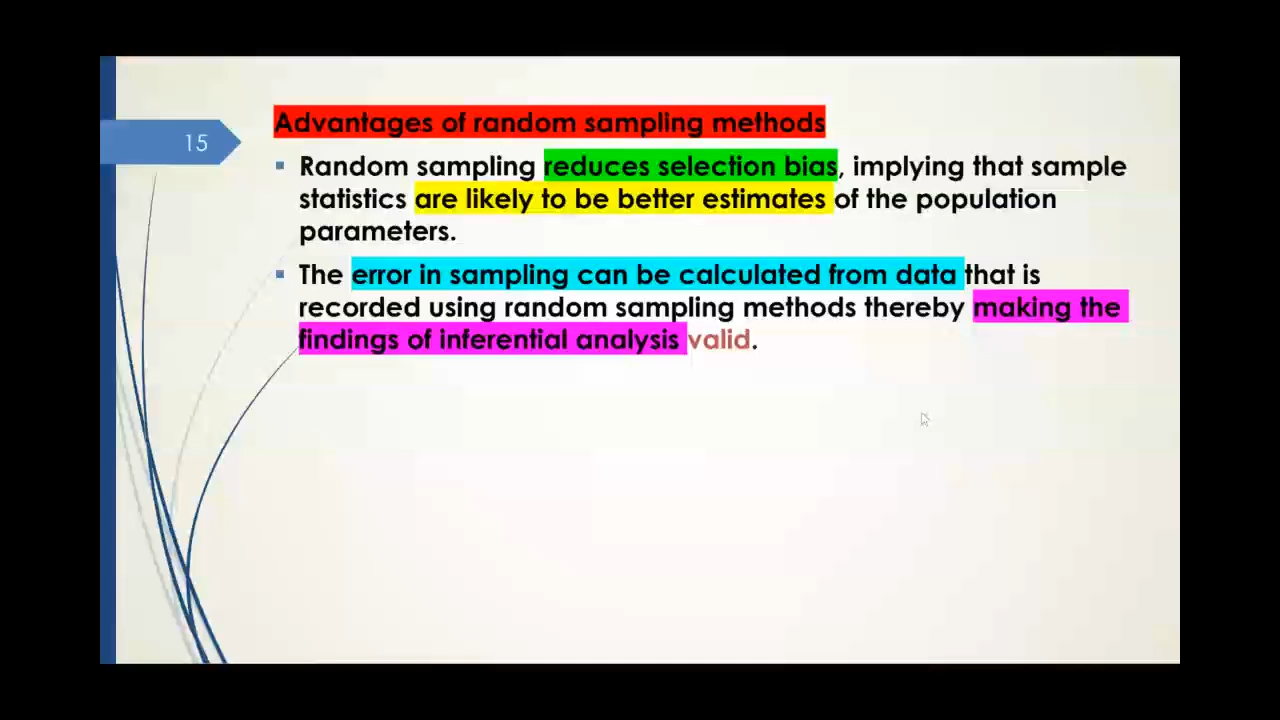 15
Advantages of random sampling methods
Random sampling reduces selection bias, implying that sample
statistics are likely to be better estimates of the population
parameters.
The error in sampling can be calculated from data that is
recorded using random sampling methods thereby making the
findings of inferential analysis valid.